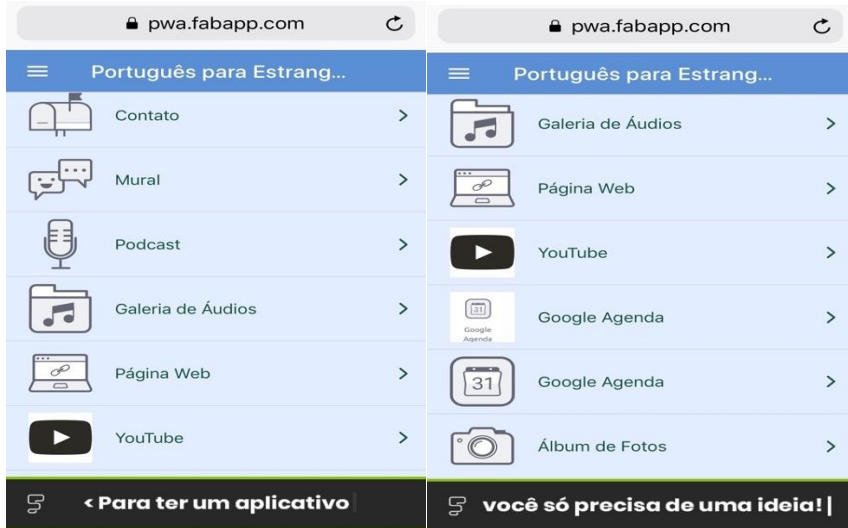 pwa.fabapp.com
Português para Estrang...
Contato
Mural
Podcast
Galeria de Áudios
Página Web
YouTube
< Para ter um aplicativo
pwa.fabapp.com
Português para Estrang...
Galeria de Áudios
Página Web
YouTube
31
Google
Agenda
Google Agenda
31
Google Agenda
Álbum de Fotos
você só precisa de uma ideia!|